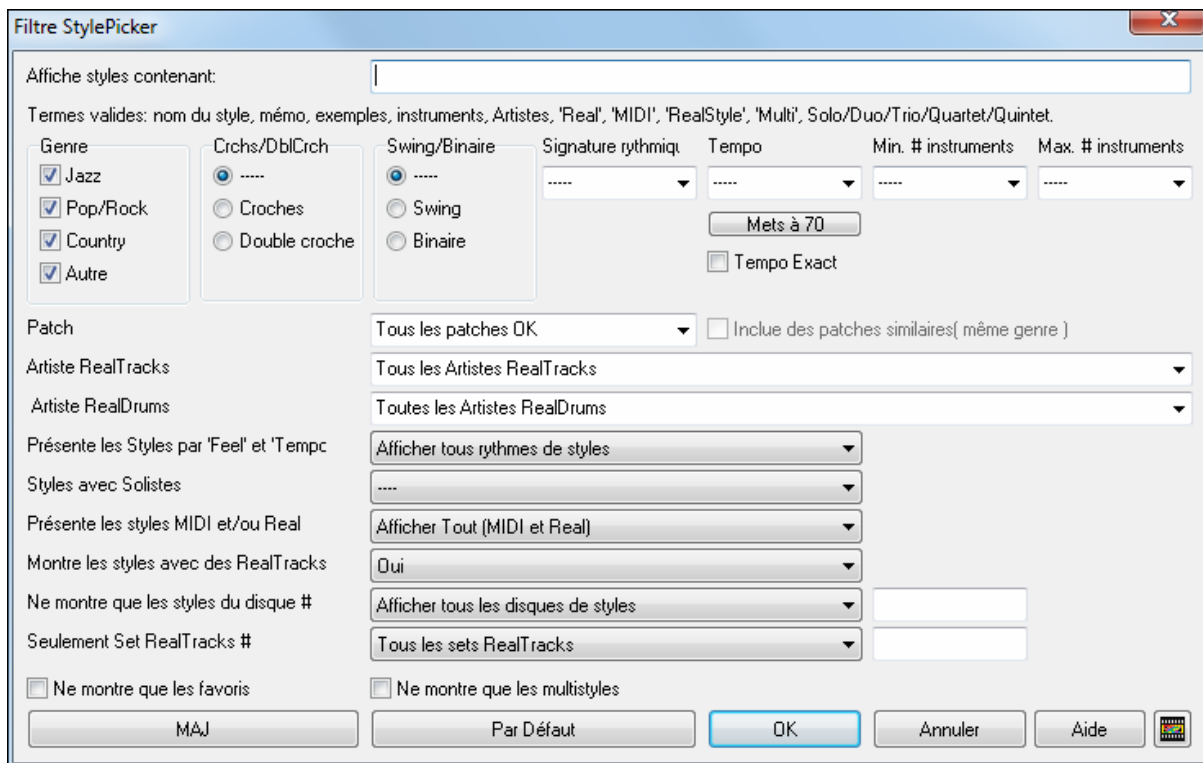 Filtre StylePicker
Affiche styles contenant:
Termes valides: nom du style, mémo, exemples, instruments, Artistes, 'Real', 'MIDI', 'RealStyle', 'Multi', Solo/Duo/Trio/Quartet/Quintet.
Genre
Jazz
Pop/Rock
Country
Autre
Crchs/DblCrch
-----
Croches
Double croche
Swing/Binaire
-----
Swing
Binaire
Signature rythmiqu
-----
Tempo
-----
Mets à 70
Tempo Exact
Min. # instruments
-----
Max. # instruments
-----
Patch
Tous les patches OK
Inclue des patches similaires( même genre )
Artiste RealTracks
Tous les Artistes RealTracks
Artiste RealDrums
Toutes les Artistes RealDrums
Présente les Styles par 'Feel' et 'Tempc
Afficher tous rythmes de styles
Styles avec Solistes
----
Présente les styles MIDI et/ou Real
Afficher Tout (MIDI et Real)
Montre les styles avec des RealTracks
Oui
Ne montre que les styles du disque #
Afficher tous les disques de styles
Seulement Set RealTracks #
Tous les sets RealTracks
Ne montre que les favoris
Ne montre que les multistyles
MAJ
Par Défaut
OK
Annuler
Aide